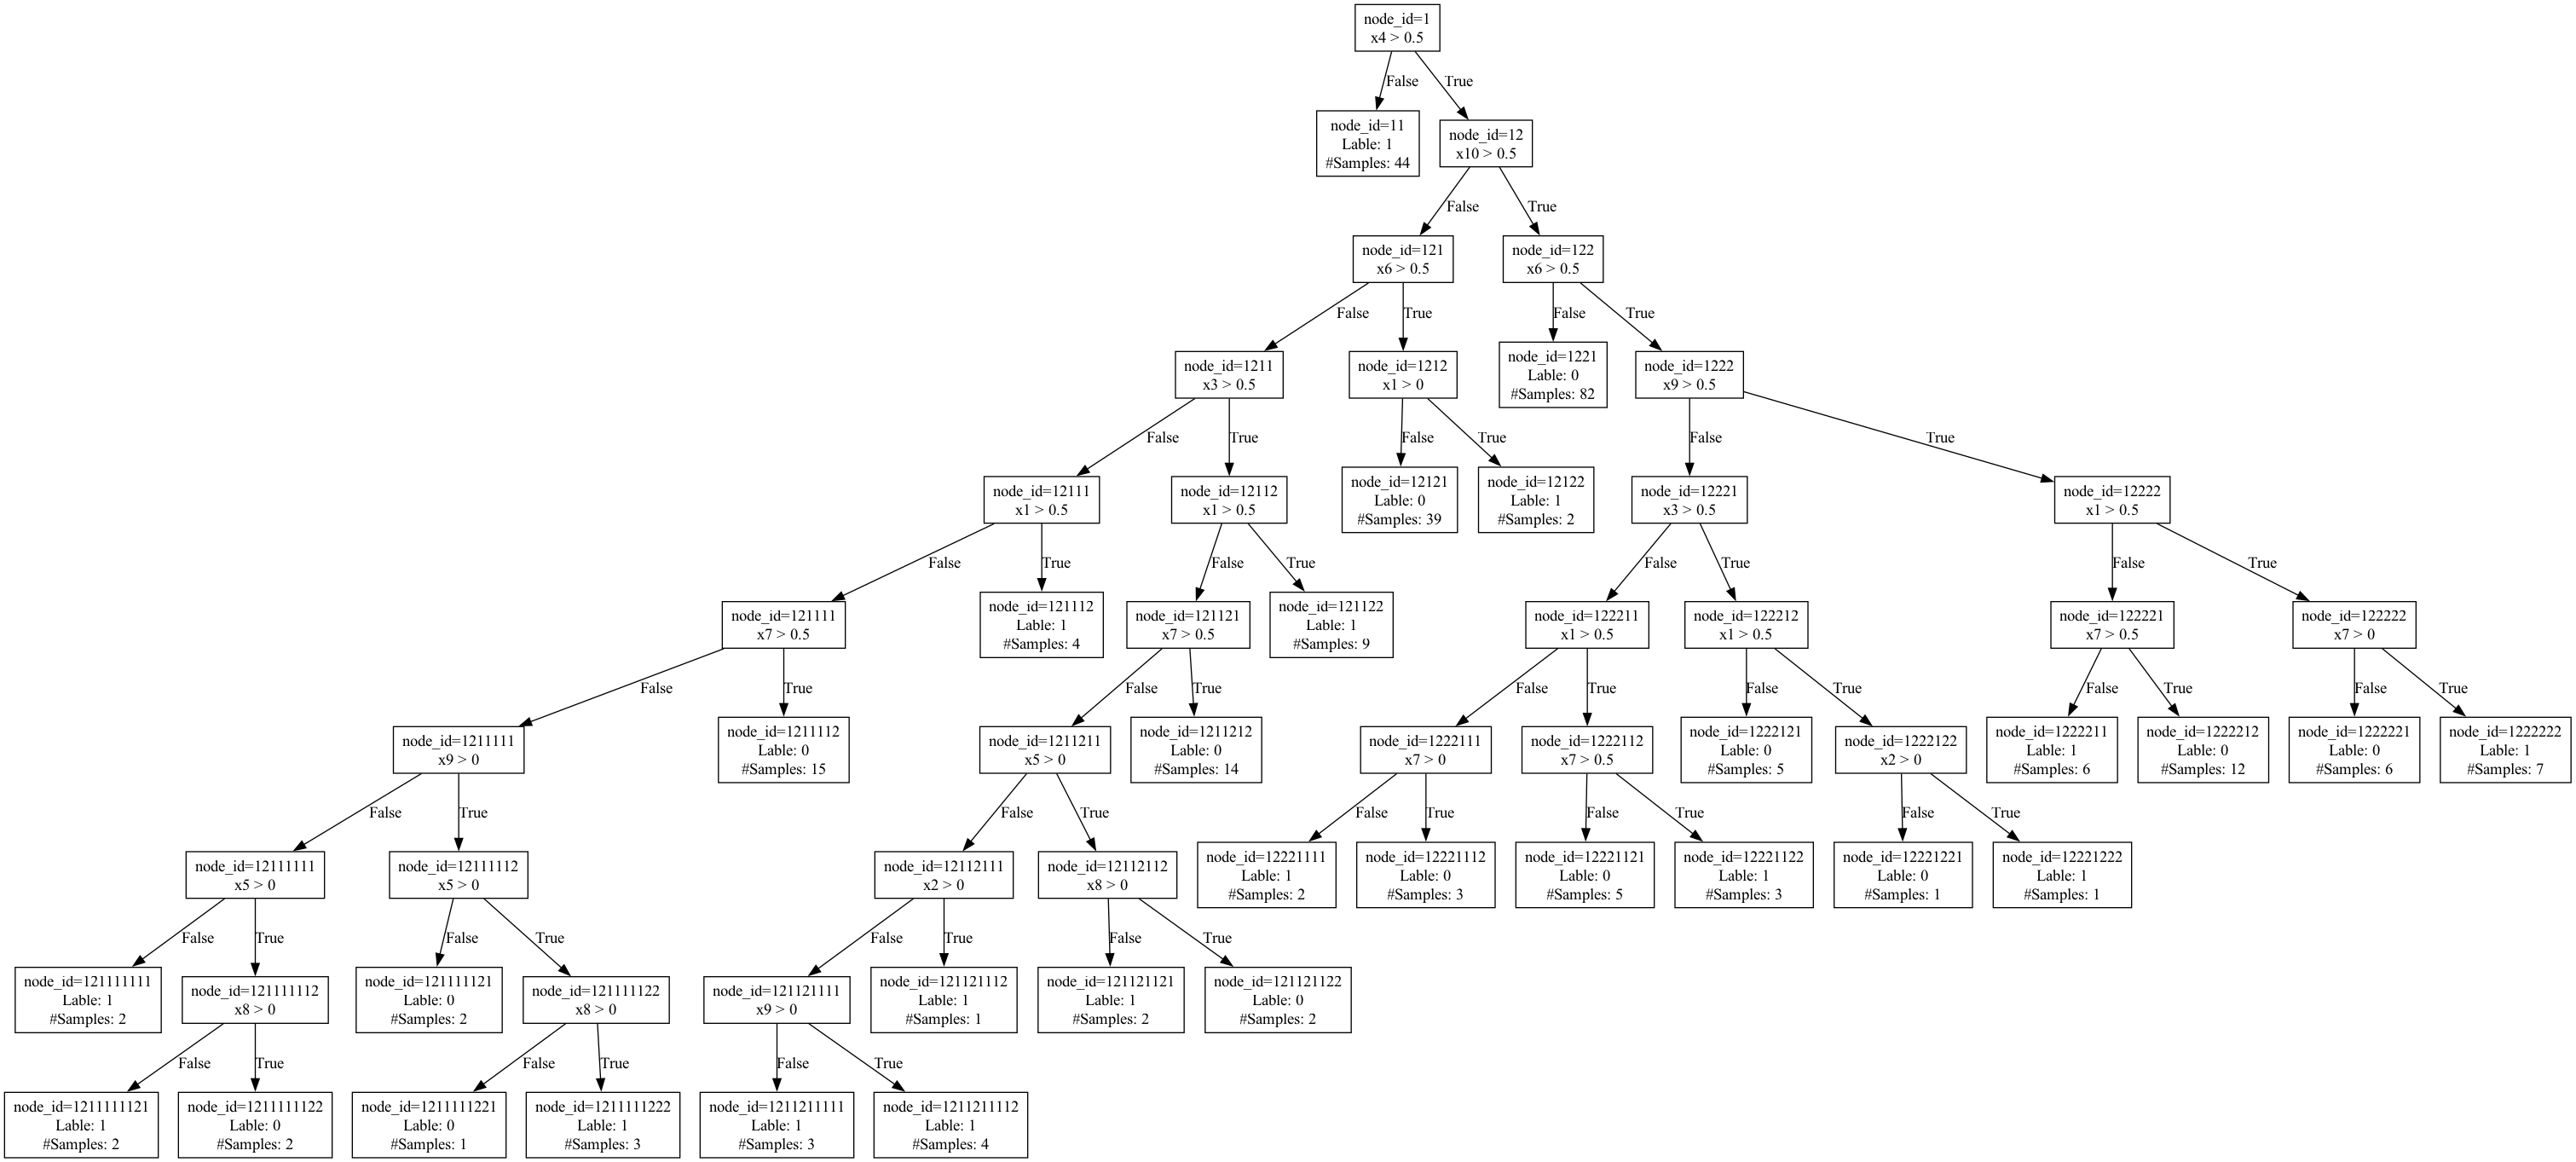 node_id=1
x4 > 0.5
False
True
node_id=11
Lable: 1
#Samples: 44
node_id=12
x10 > 0.5
False
True
node_id=121
x6 > 0.5
node_id=122
x6 > 0.5
False
True
False
True
node_id=1211
x3 > 0.5
node_id=1212
x1 > 0
node_id=1221
Lable: 0
#Samples: 82
node_id=1222
x9 > 0.5
False
True
False
True
False
True
node_id=12111
x1 > 0.5
node_id=12112
x1 > 0.5
node_id=12121
Lable: 0
#Samples: 39
node_id=12122
Lable: 1
#Samples: 2
node_id=12221
x3 > 0.5
node_id=12222
x1 > 0.5
False
True
False
True
False
True
False
True
node_id=121111
x7 > 0.5
node_id=121112
Lable: 1
#Samples: 4
node_id=121121
x7 > 0.5
node_id=121122
Lable: 1
#Samples: 9
node_id=122211
x1 > 0.5
node_id=122212
x1 > 0.5
node_id=122221
x7 > 0.5
node_id=122222
x7 > 0
False
True
False
True
False
True
False
True
False
True
False
True
node_id=1211111
x9 > 0
node_id=1211112
Lable: 0
#Samples: 15
node_id=1211211
x5 > 0
node_id=1211212
Lable: 0
#Samples: 14
node_id=1222111
x7 > 0
node_id=1222112
x7 > 0.5
node_id=1222121
Lable: 0
#Samples: 5
node_id=1222122
x2 > 0
node_id=1222211
Lable: 1
#Samples: 6
node_id=1222212
Lable: 0
#Samples: 12
node_id=1222221
Lable: 0
#Samples: 6
node_id=1222222
Lable: 1
#Samples: 7
False
True
False
True
False
True
False
True
False
True
node_id=12111111
x5 > 0
node_id=12111112
x5 > 0
node_id=12112111
x2 > 0
node_id=12112112
x8 > 0
node_id=12221111
Lable: 1
#Samples: 2
node_id=12221112
Lable: 0
#Samples: 3
node_id=12221121
Lable: 0
#Samples: 5
node_id=12221122
Lable: 1
#Samples: 3
node_id=12221221
Lable: 0
#Samples: 1
node_id=12221222
Lable: 1
#Samples: 1
False
True
False
True
False
True
False
True
node_id=121111111
Lable: 1
#Samples: 2
node_id=121111112
x8 > 0
node_id=121111121
Lable: 0
#Samples: 2
node_id=121111122
x8 > 0
node_id=121121111
x9 > 0
node_id=121121112
Lable: 1
#Samples: 1
node_id=121121121
Lable: 1
#Samples: 2
node_id=121121122
Lable: 0
#Samples: 2
False
True
False
True
False
True
node_id=1211111121
Lable: 1
#Samples: 2
node_id=1211111122
Lable: 0
#Samples: 2
node_id=1211111221
Lable: 0
#Samples: 1
node_id=1211111222
Lable: 1
#Samples: 3
node_id=1211211111
Lable: 1
#Samples: 3
node_id=1211211112
Lable: 1
#Samples: 4